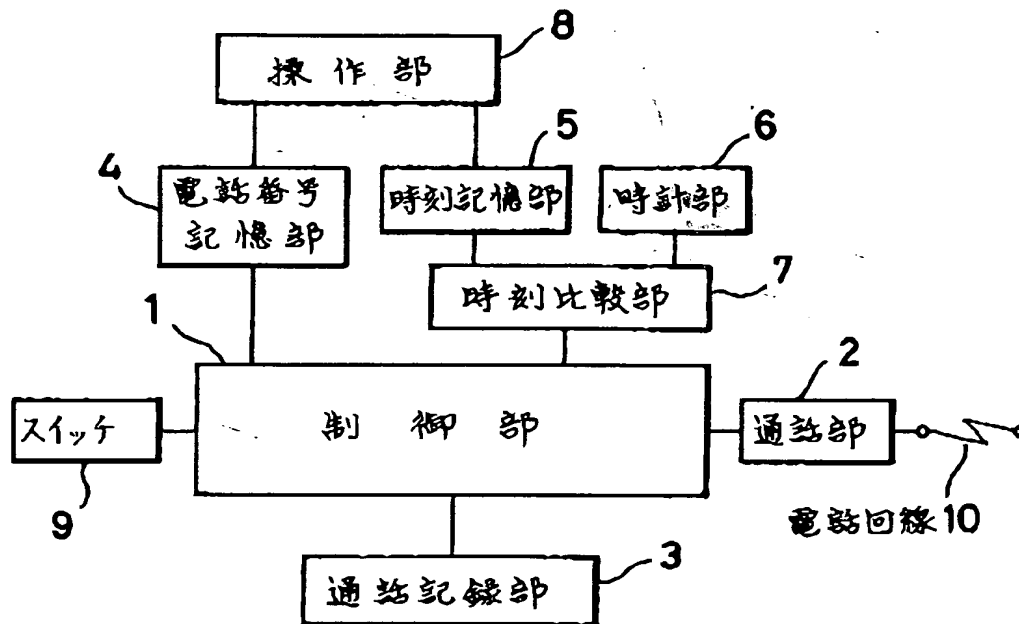 8
操作部
5
6
4
電話番号
記憶部
時刻記憶部
時計部
7
時刻比較部
1
2
スイッチ
制御部
通話部
9
電話回線10
3
通話記録部